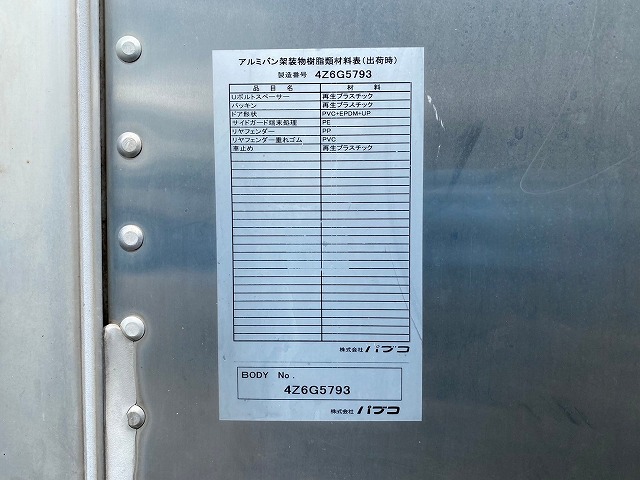 アルミバン架装物樹脂類材料表(出荷時)
製造番号 4Z6G5793
品目名 材料
Uボルトスペーサー 再生プラスチック
パッキン 再生プラスチック
ドア形状 PVC+EPDM+UP
サイドガード端末処理 PE
リヤフェンダー PP
リヤフェンダー垂れゴム PVC
車止め 再生プラスチック
株式会社 パブコ
BODY No.
4Z6G5793
株式会社 パブコ